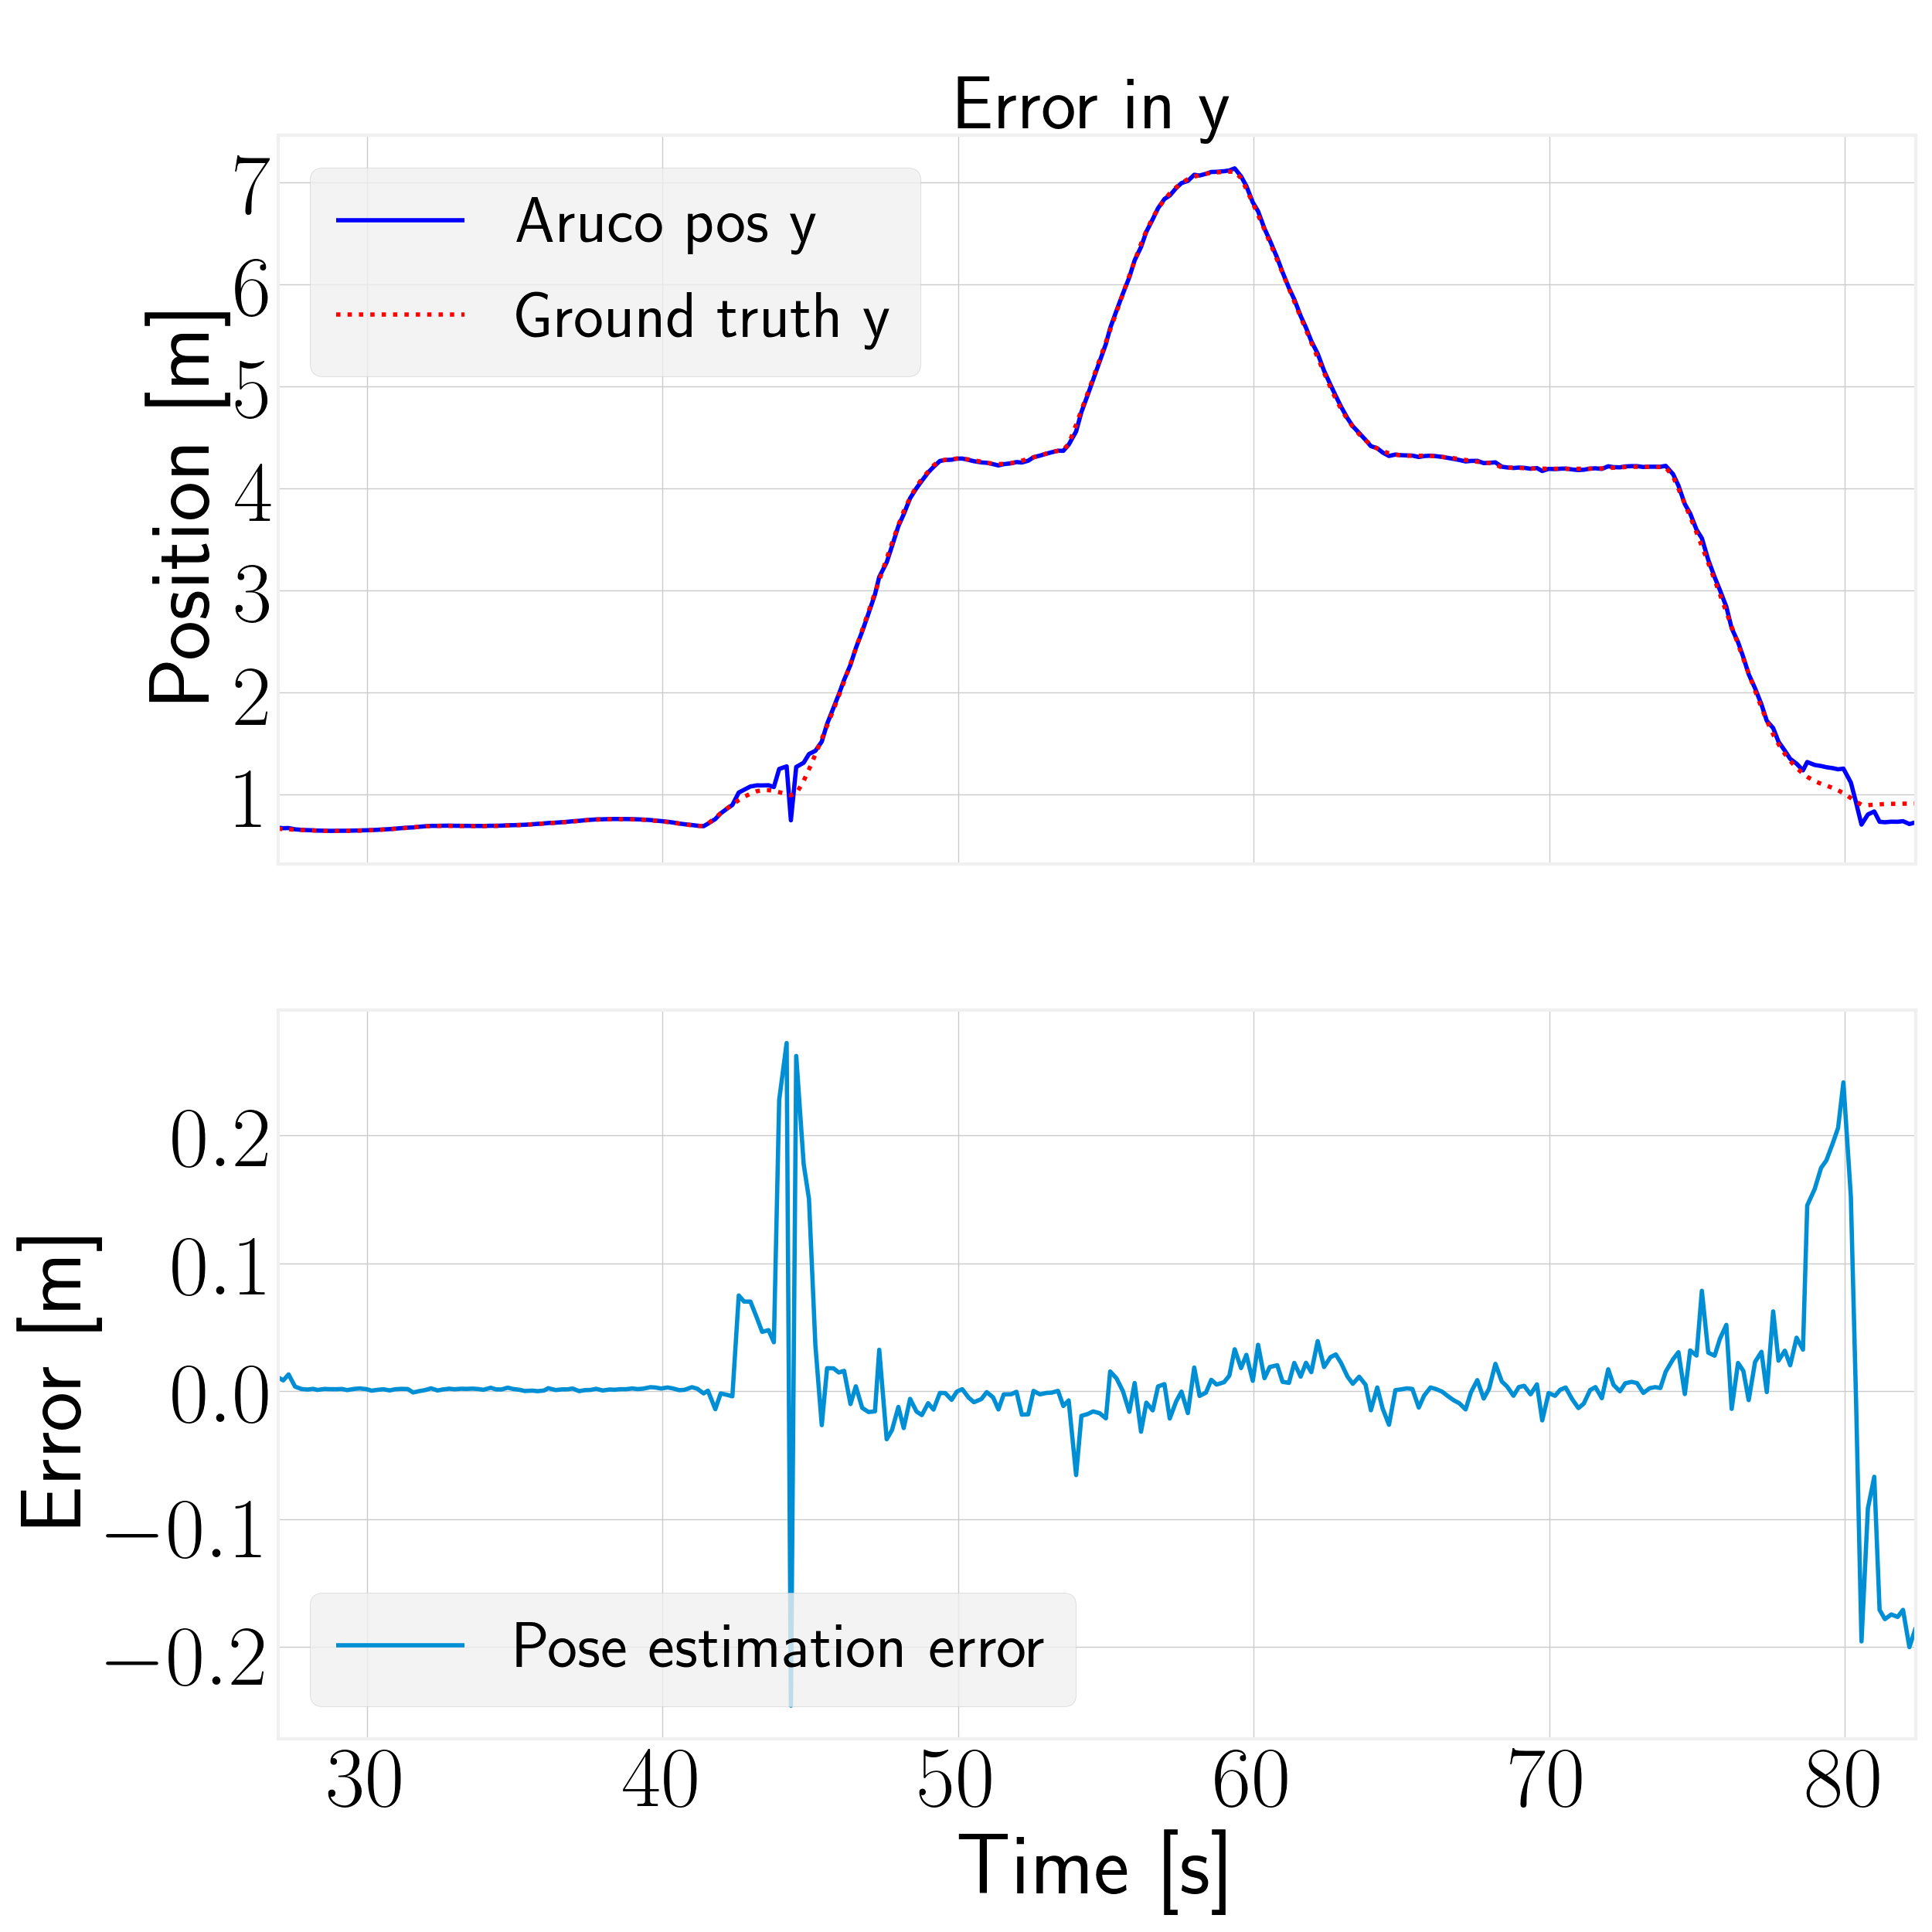 Error in y
Position [m]
7
6
5
4
3
2
1
Aruco pos y
Ground truth y
Error [m]
0.2
0.1
0.0
−0.1
−0.2
Pose estimation error
30 40 50 60 70 80
Time [s]